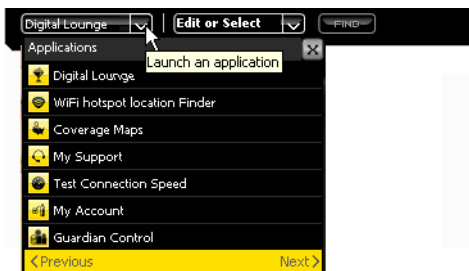 Digital Lounge
Edit or Select
FIND
Applications
Launch an application
Digital Lounge
WiFi hotspot location Finder
Coverage Maps
My Support
Test Connection Speed
My Account
Guardian Control
<Previous
Next>